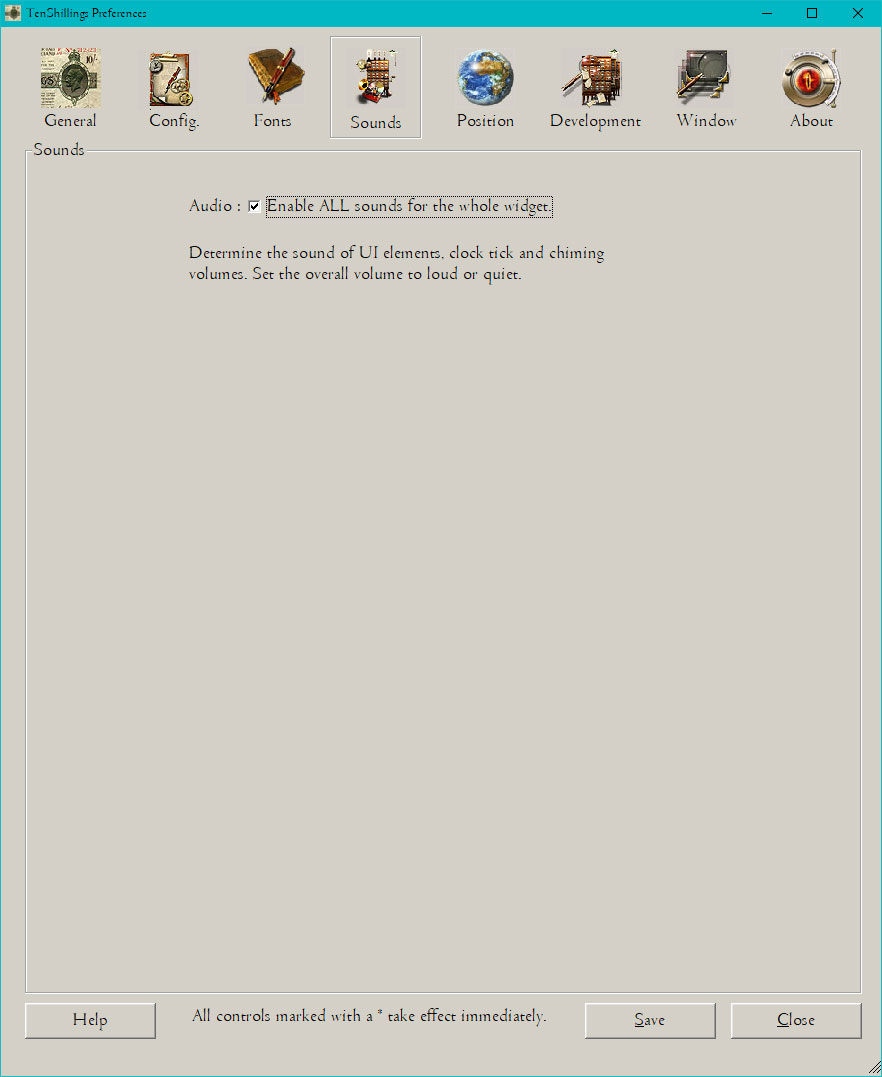 TenShillings Preferences
General
Config.
Fonts
Sounds
Position
Development
Window
About
Sounds
Audio : Enable ALL sounds for the whole widget.
Determine the sound of UI elements, clock tick and chiming
volumes. Set the overall volume to loud or quiet.
Help
All controls marked with a * take effect immediately.
Save
Close